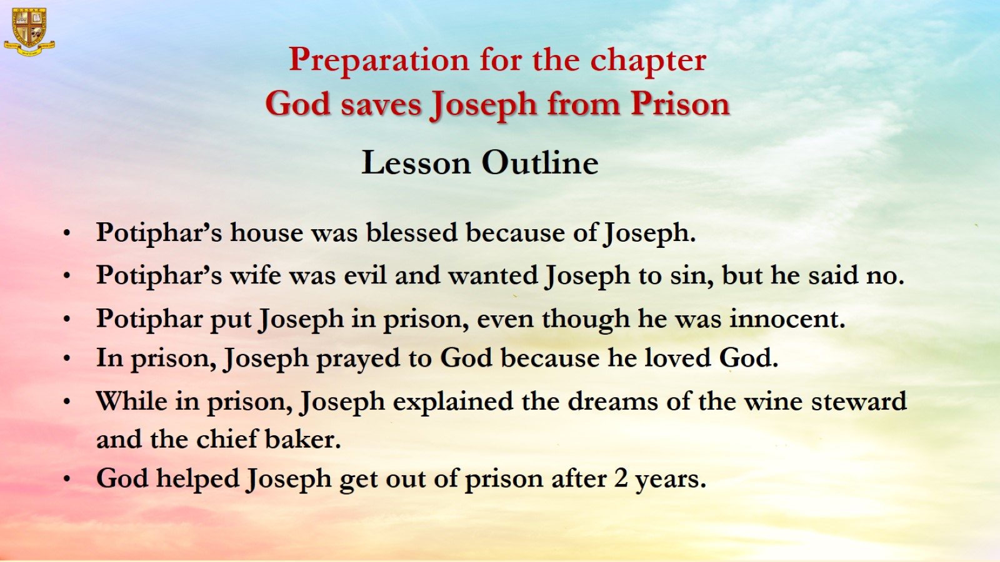 Preparation for the chapter
God saves Joseph from Prison
Lesson Outline
• Potiphar’s house was blessed because of Joseph.
• Potiphar’s wife was evil and wanted Joseph to sin, but he said no.
• Potiphar put Joseph in prison, even though he was innocent.
• In prison, Joseph prayed to God because he loved God.
• While in prison, Joseph explained the dreams of the wine steward
and the chief baker.
• God helped Joseph get out of prison after 2 years.